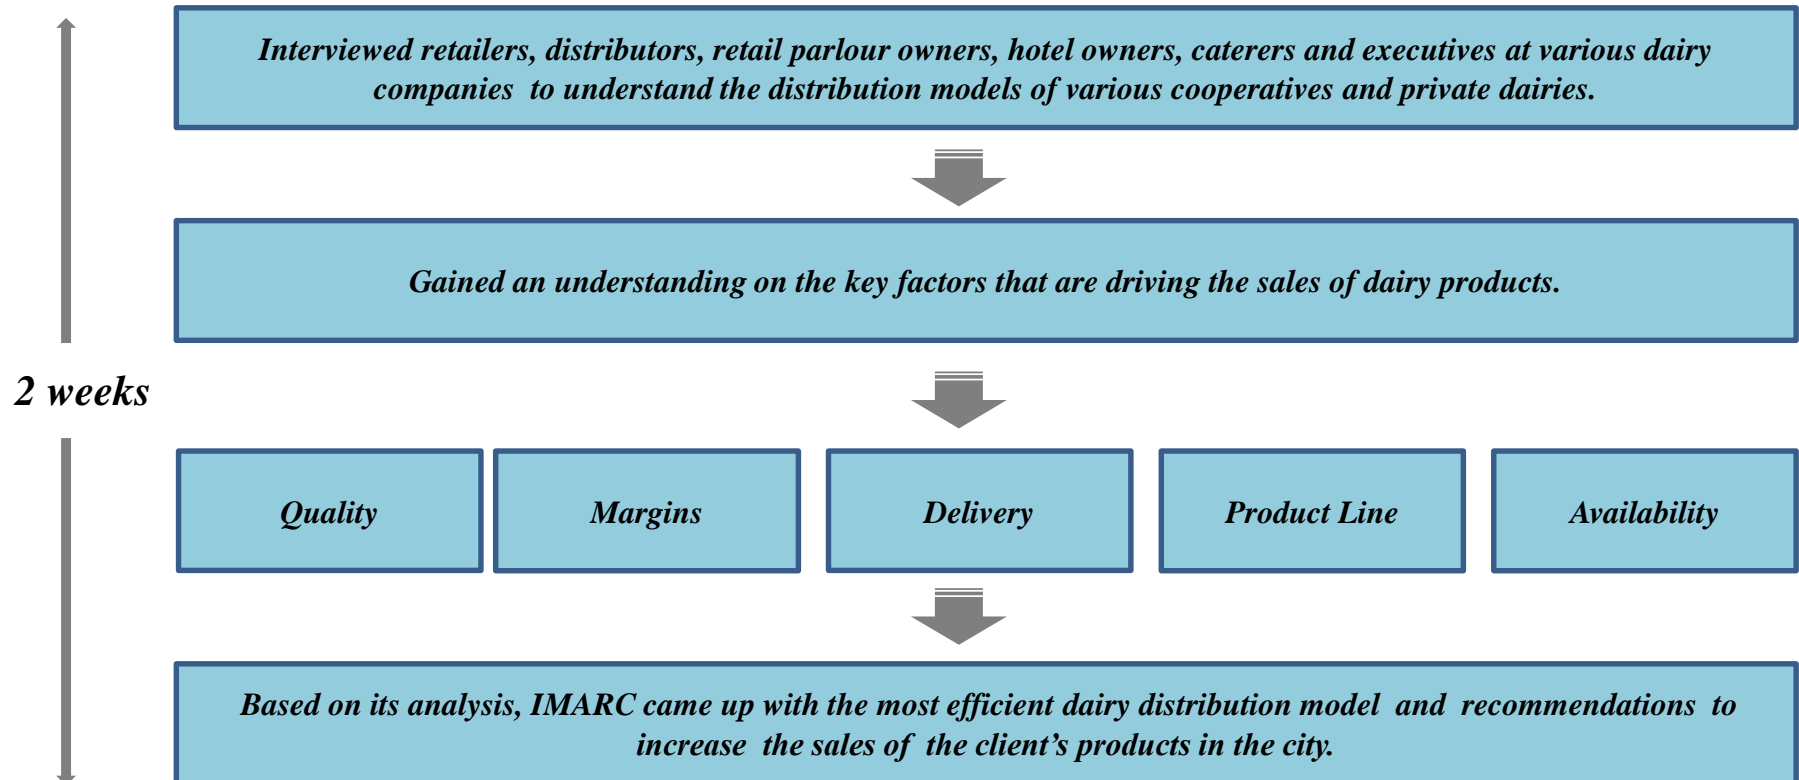 Interviewed retailers, distributors, retail parlour owners, hotel owners, caterers and executives at various dairy
companies to understand the distribution models of various cooperatives and private dairies.
Gained an understanding on the key factors that are driving the sales of dairy products.
2 weeks
Quality
Margins
Delivery
Product Line
Availability
Based on its analysis, IMARC came up with the most efficient dairy distribution model and recommendations to
increase the sales of the client’s products in the city.